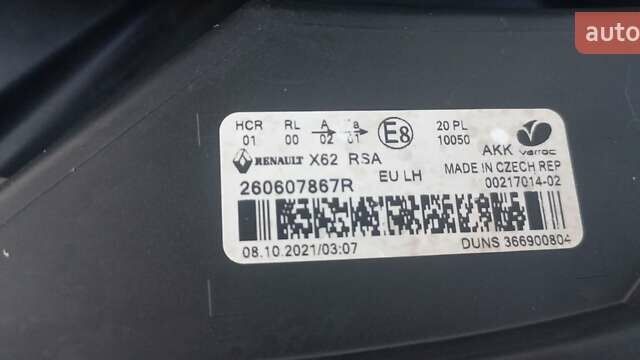 auto
HCR RL A 20 PL
01 00 02 01 E8 10050 AKK varroc
RENAULT X62 RSA MADE IN CZECH REP
260607867R EU LH 00217014-02
08.10.2021/03:07 DUNS 366900804